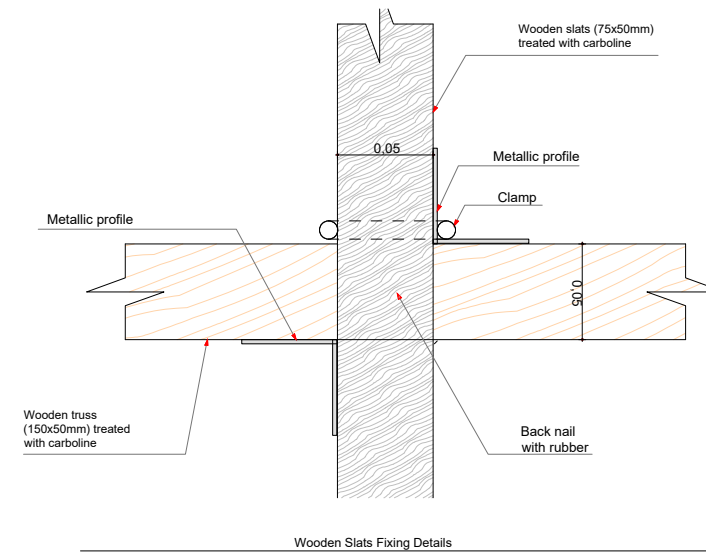 Wooden slats (75x50mm)
treated with carboline
0,05
Metallic profile
Clamp
Metallic profile
0,05
Wooden truss
(150x50mm) treated
with carboline
Back nail
with rubber
Wooden Slats Fixing Details